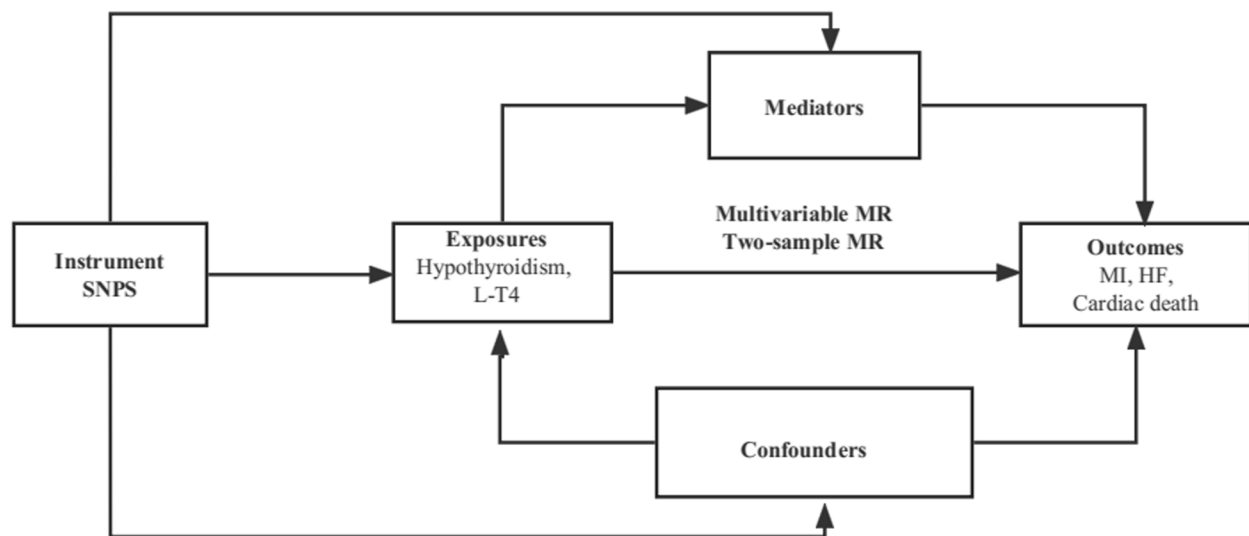 Mediators
Multivariable MR
Two-sample MR
Instrument
SNPS
Exposures
Hypothyroidism,
L-T4
Outcomes
MI, HF,
Cardiac death
Confounders